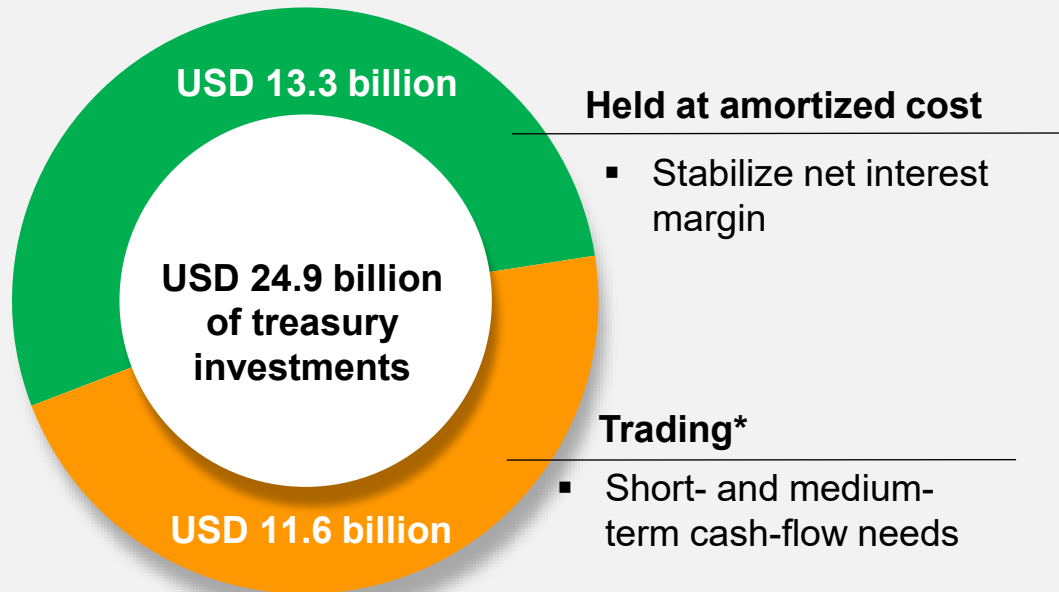 USD 13.3 billion
Held at amortized cost
▪ Stabilize net interest
margin
USD 24.9 billion
of treasury
investments
Trading*
▪ Short- and medium-
term cash-flow needs
USD 11.6 billion